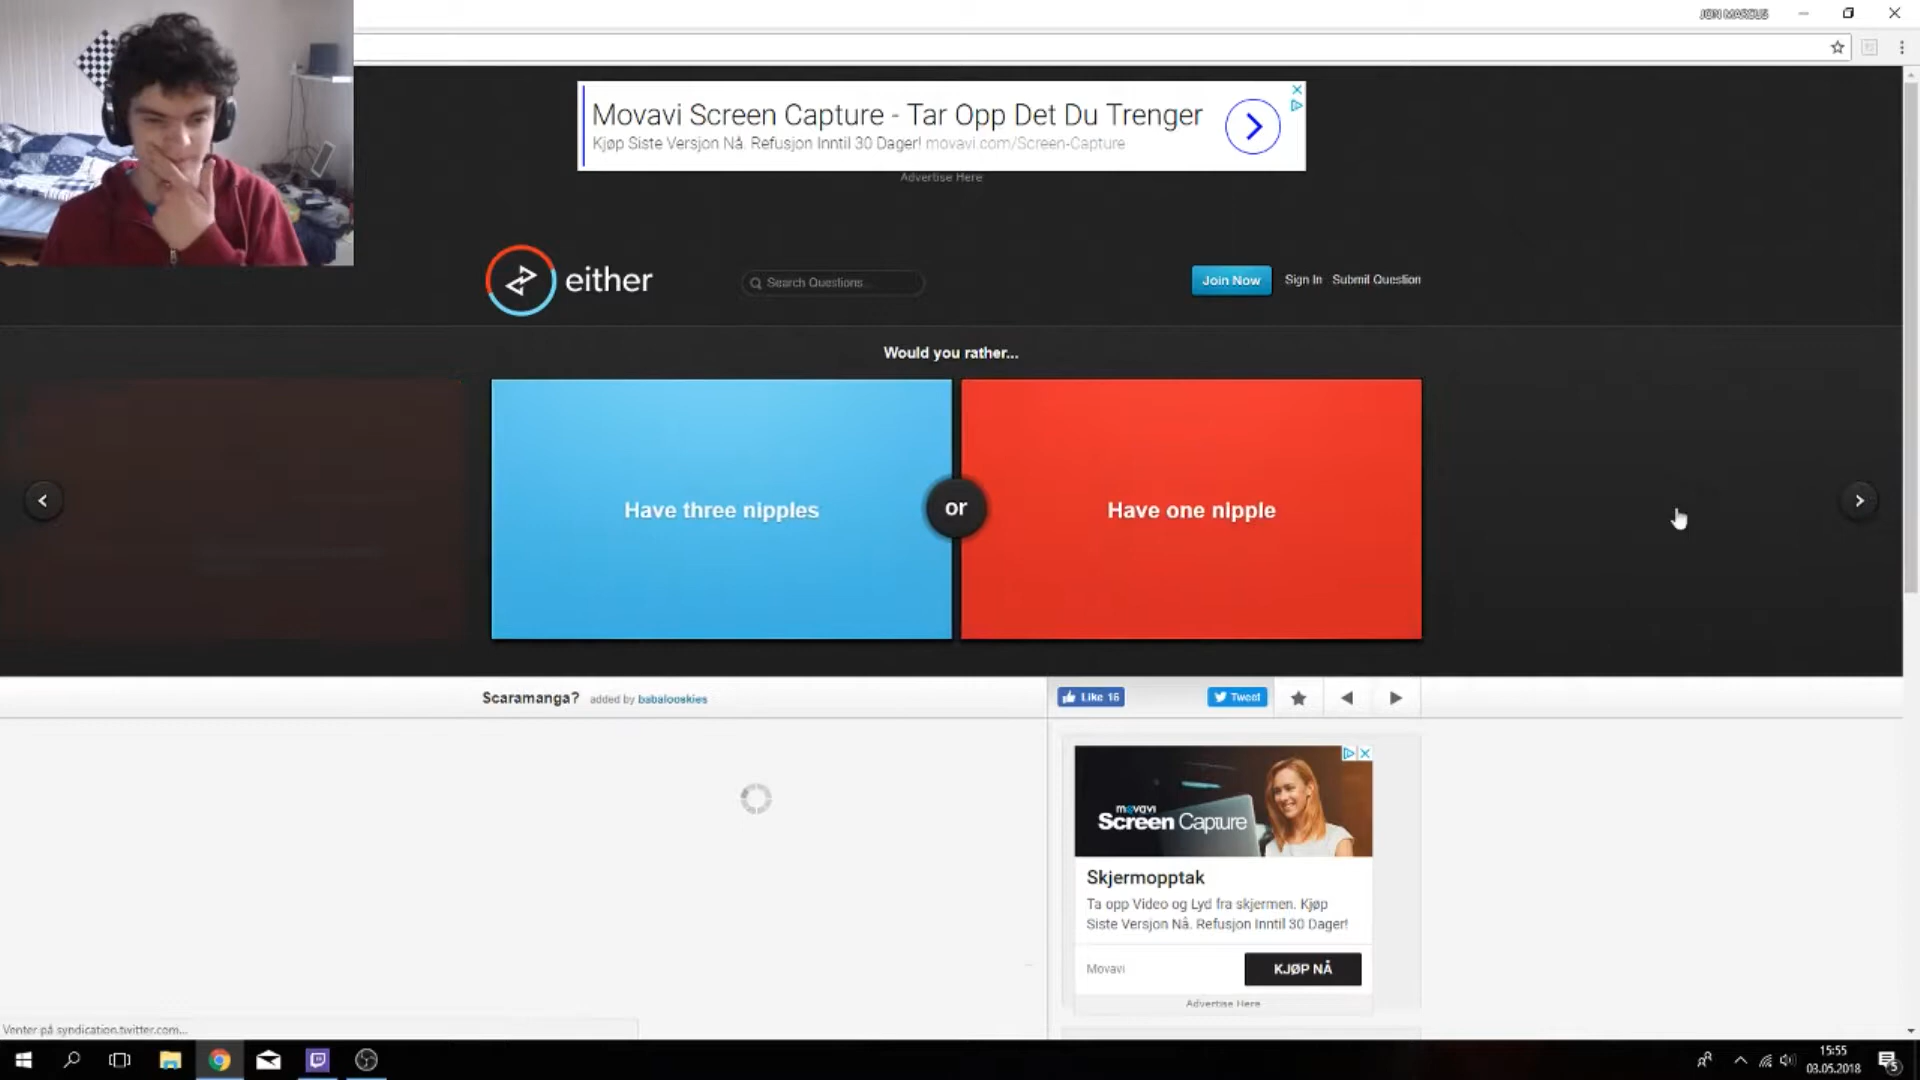 JON MARCUS
Movavi Screen Capture - Tar Opp Det Du Trenger
Kjøp Siste Versjon Nå. Refusjon Inntil 30 Dager! movavi.com/Screen-Capture
Advertise Here
either
Search Questions...
Join Now
Sign In
Submit Question
Would you rather...
Have three nipples
or
Have one nipple
Scaramanga? added by babalooskies
Like 16
Tweet
movavi
Screen Capture
Skjermopptak
Ta opp Video og Lyd fra skjermen. Kjøp
Siste Versjon Nå. Refusjon Inntil 30 Dager!
Movavi
KJØP NÅ
Advertise Here
Venter på syndication.twitter.com...
15:55
03.05.2018
5